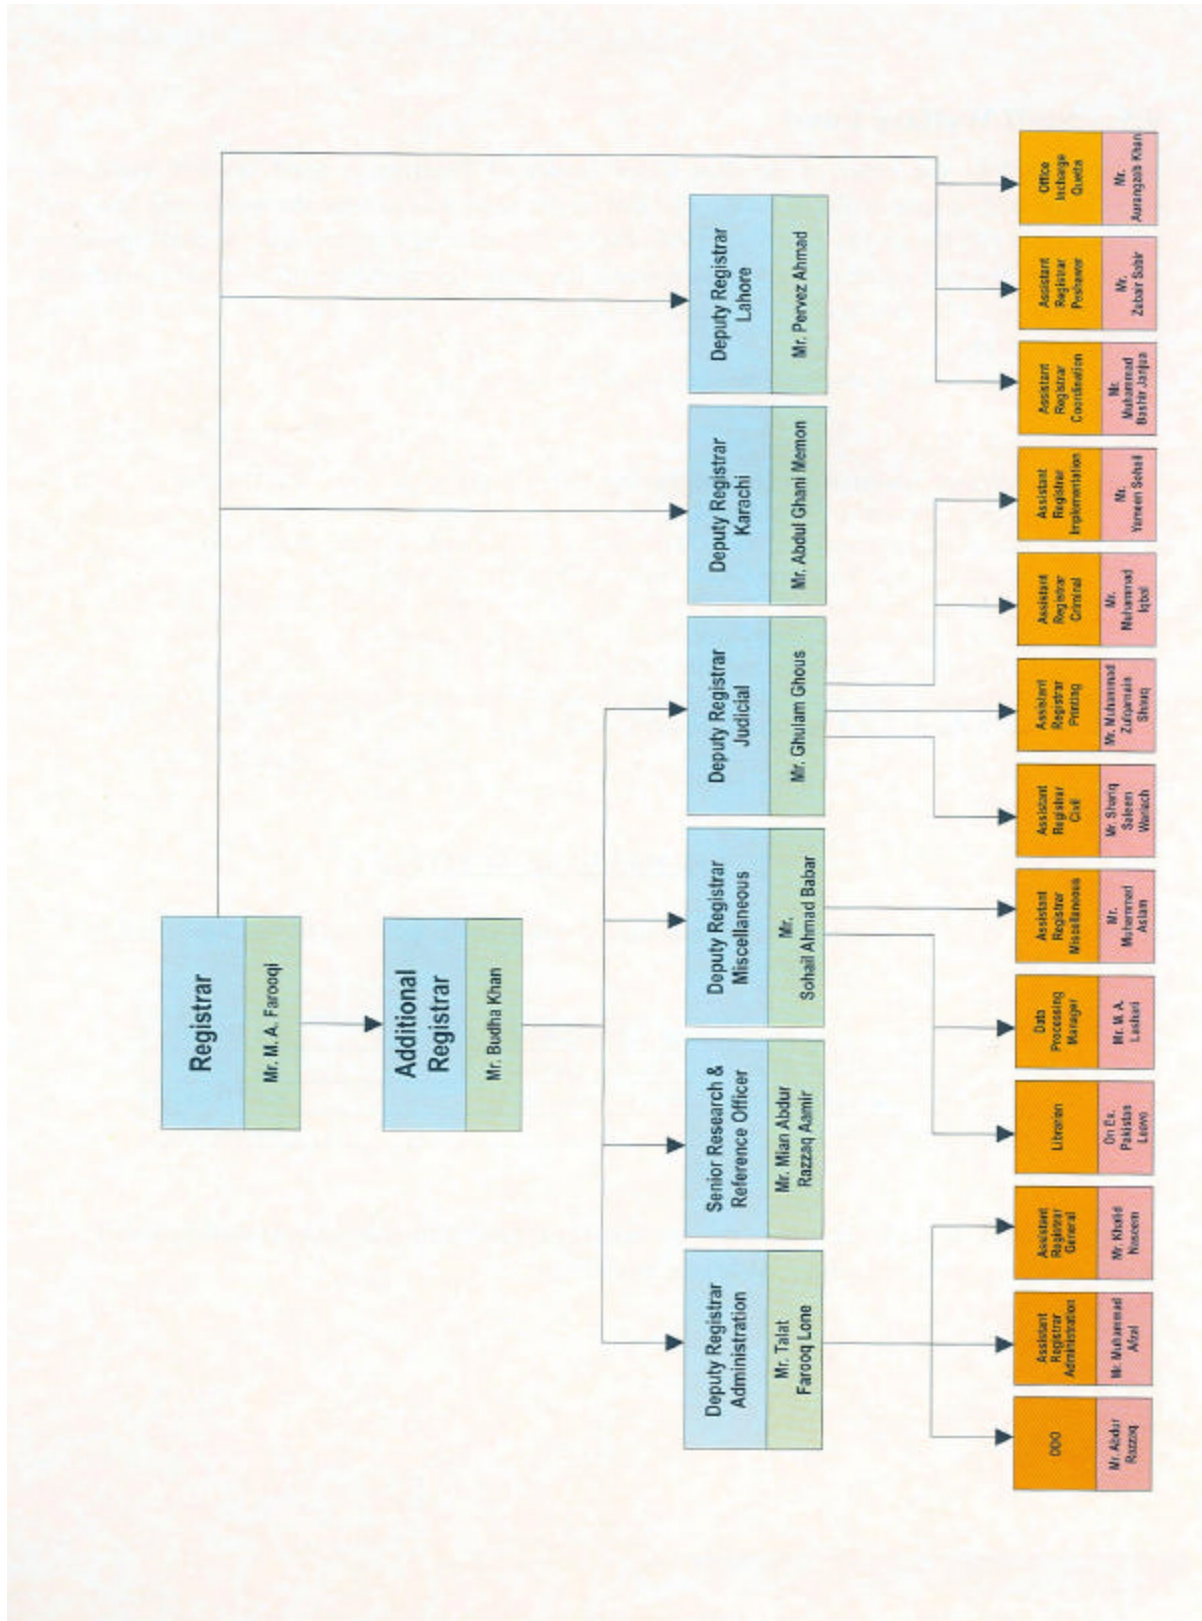 Registrar
Mr. M. A. Farooqi
Additional
Registrar
Mr. Budha Khan
Deputy Registrar
Administration
Mr. Talat
Farooq Lone
Senior Research &
Reference Officer
Mr. Mian Abdur
Razzaq Aamir
Deputy Registrar
Miscellaneous
Mr.
Sohail Ahmad Babar
Deputy Registrar
Judicial
Mr. Ghulam Ghous
Deputy Registrar
Karachi
Mr. Abdul Ghani Memon
Deputy Registrar
Lahore
Mr. Pervez Ahmad
DDO
Mr. Abdur
Razzaq
Assistant
Registrar
Administration
Mr. Muhammad
Afzal
Assistant
Registrar
General
Mr. Khalid
Naseem
Librarian
On Ex.
Pakistan
Leave
Data
Processing
Manager
Mr. M.A.
Lashari
Assistant
Registrar
Miscellaneous
Mr.
Muhammad
Aslam
Assistant
Registrar
Civil
Mr Shariq
Saleem
Assistant
Registrar
Printing
Mr. Muhammad
Zulqarnain
Assistant
Registrar
Criminal
Mr.
Muhammad
Iqbal
Assistant
Registrar
Implementation
Mr.
Yameen Sohail
Assistant
Registrar
Coordination
Mr.
Muhammad
Bashir Janjua
Assistant
Registrar
Peshawar
Mr.
Zubair Sabir
Office
Incharge
Quetta
Mr.
Aurangzeb Khan